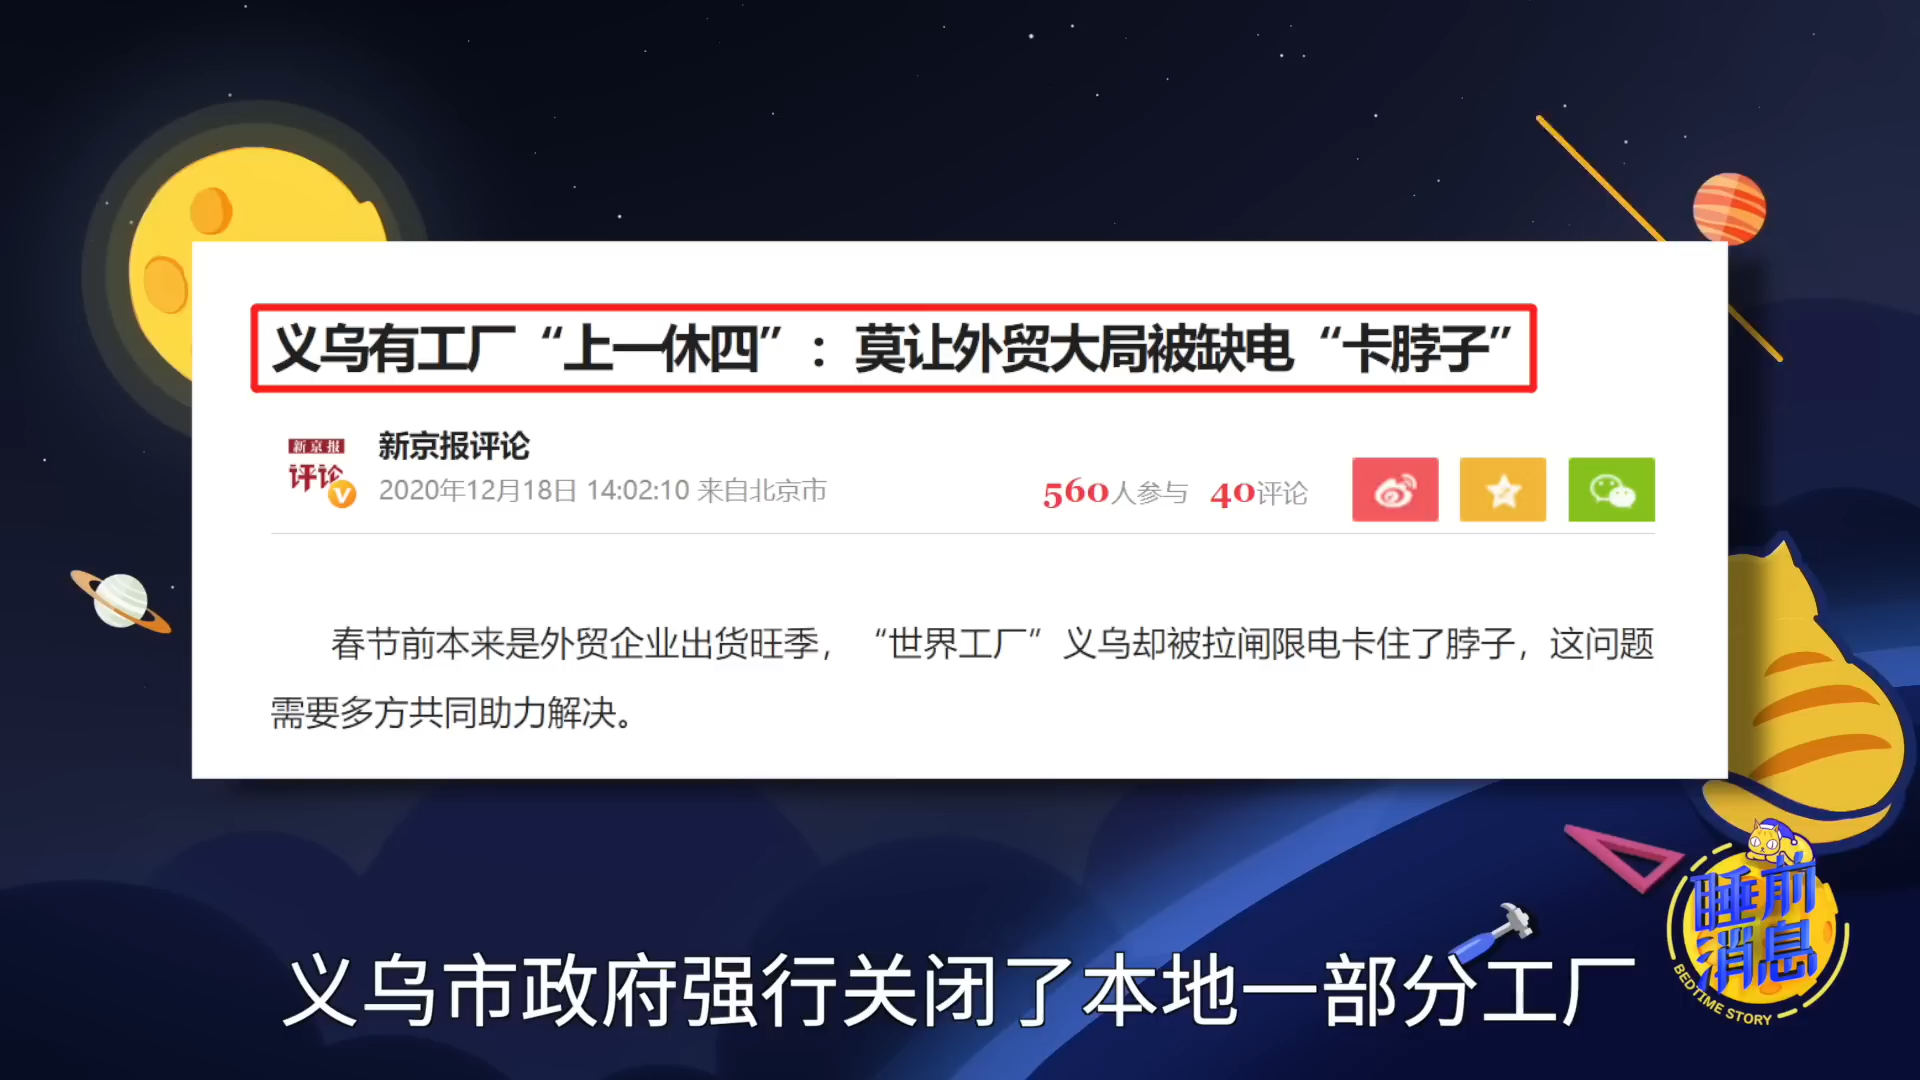 义乌有工厂“上一休四”：莫让外贸大局被缺电“卡脖子”
新京报
评论
V
新京报评论
2020年12月18日 14:02:10 来自北京市
560人参与 40评论
春节前本来是外贸企业出货旺季，“世界工厂”义乌却被拉闸限电卡住了脖子，这问题
需要多方共同助力解决。
睡前
消息
BEDTIME STORY
义乌市政府强行关闭了本地一部分工厂